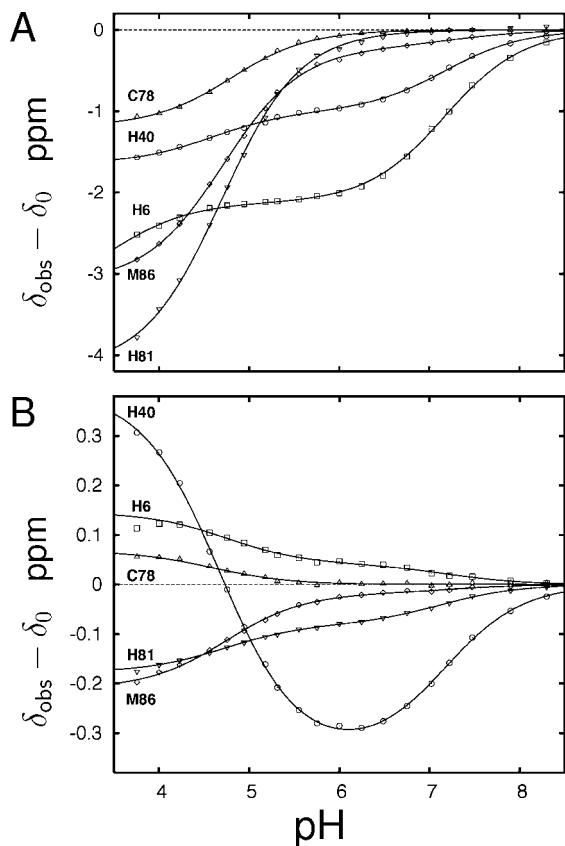 A
0
-1
-2
-3
-4
δobs − δ0 ppm
C78
H40
H6
M86
H81
B
0.3
0.2
0.1
0
-0.1
-0.2
-0.3
δobs − δ0 ppm
H40
H6
C78
H81
M86
4 5 6 7 8
pH